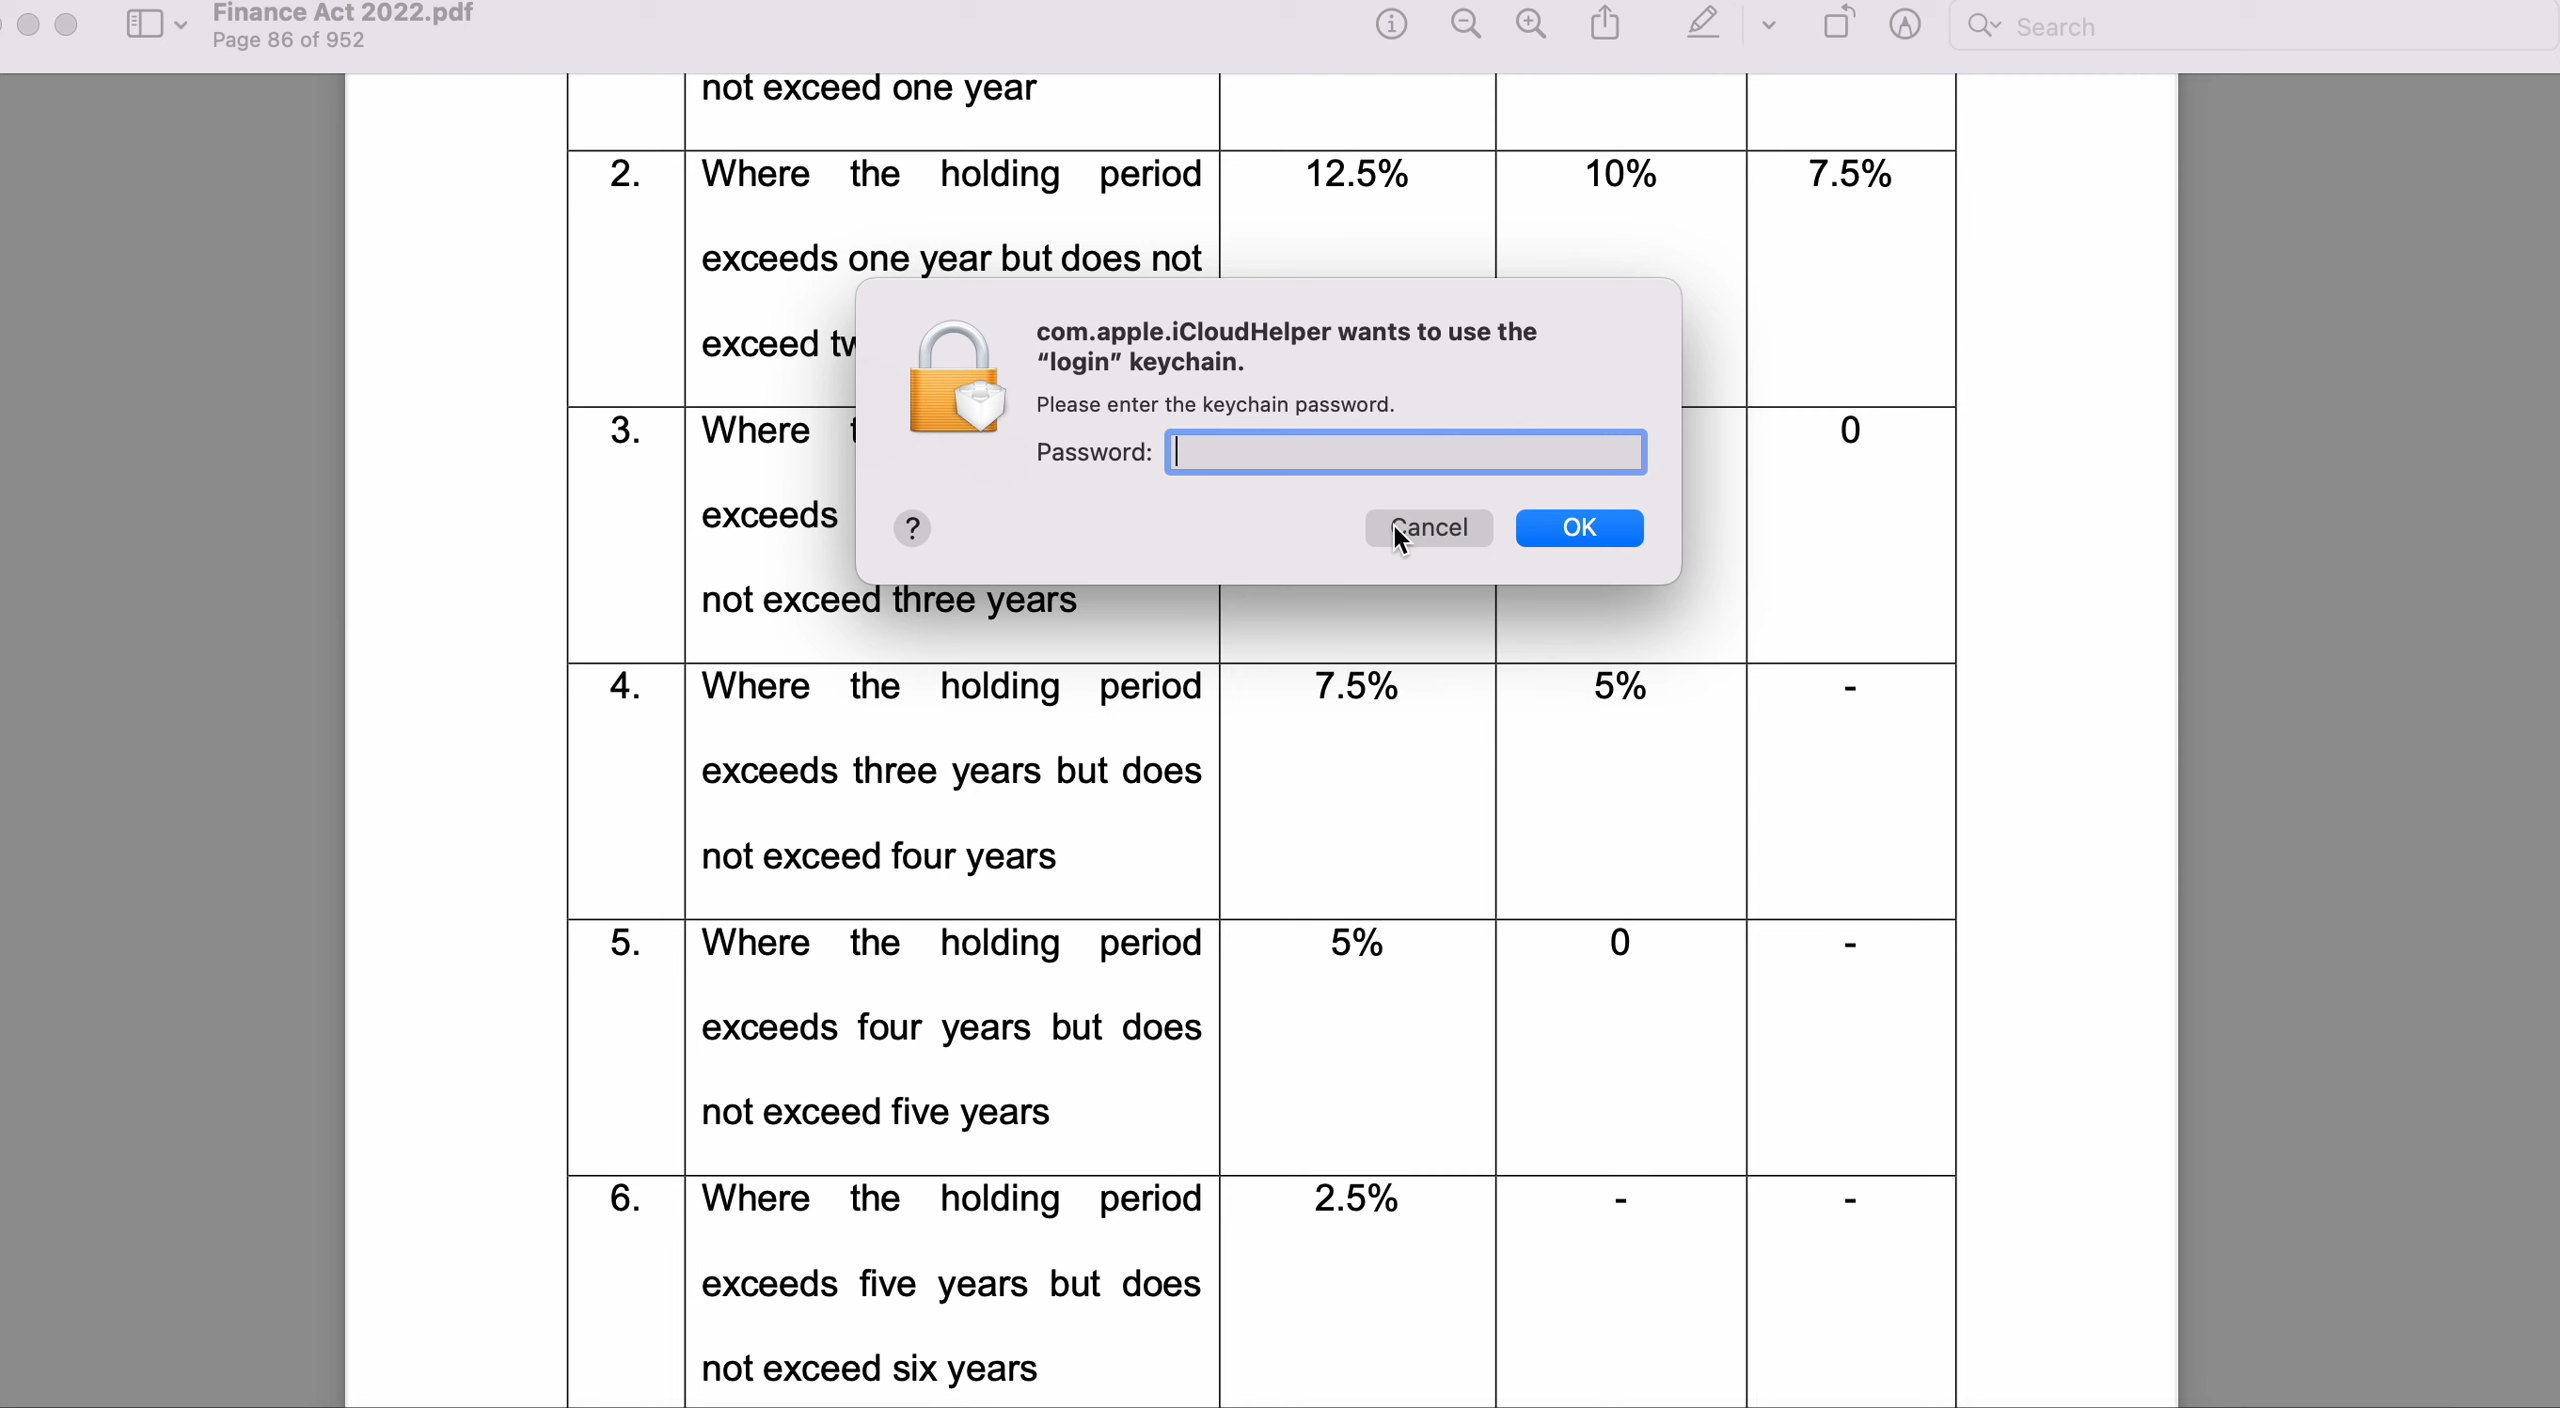 Finance Act 2022.pdf
Page 86 of 952
Search
not exceed one year
2. Where the holding period 12.5% 10% 7.5%
exceeds one year but does not
exceed
com.apple.iCloudHelper wants to use the
“login” keychain.
Please enter the keychain password.
Password:
? Cancel OK
3. Where 0
exceeds
not exceed three years
4. Where the holding period 7.5% 5% -
exceeds three years but does
not exceed four years
5. Where the holding period 5% 0 -
exceeds four years but does
not exceed five years
6. Where the holding period 2.5% - -
exceeds five years but does
not exceed six years